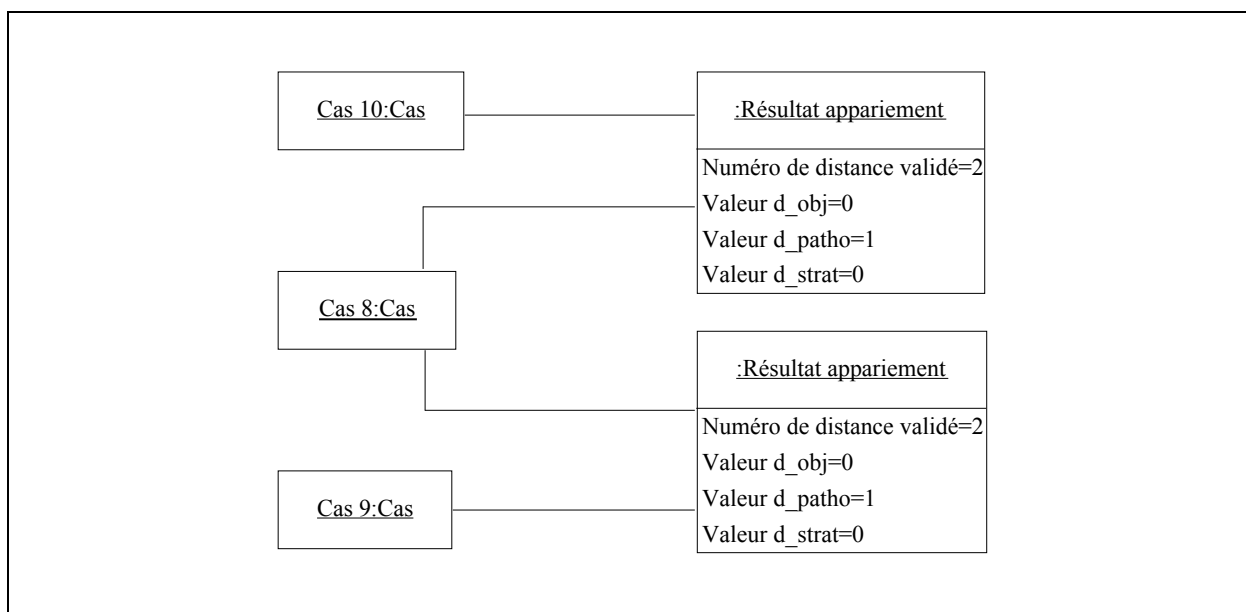 Cas 10:Cas
:Résultat appariement
Numéro de distance validé=2
Valeur d_obj=0
Valeur d_patho=1
Valeur d_strat=0
Cas 8:Cas
:Résultat appariement
Numéro de distance validé=2
Valeur d_obj=0
Valeur d_patho=1
Valeur d_strat=0
Cas 9:Cas